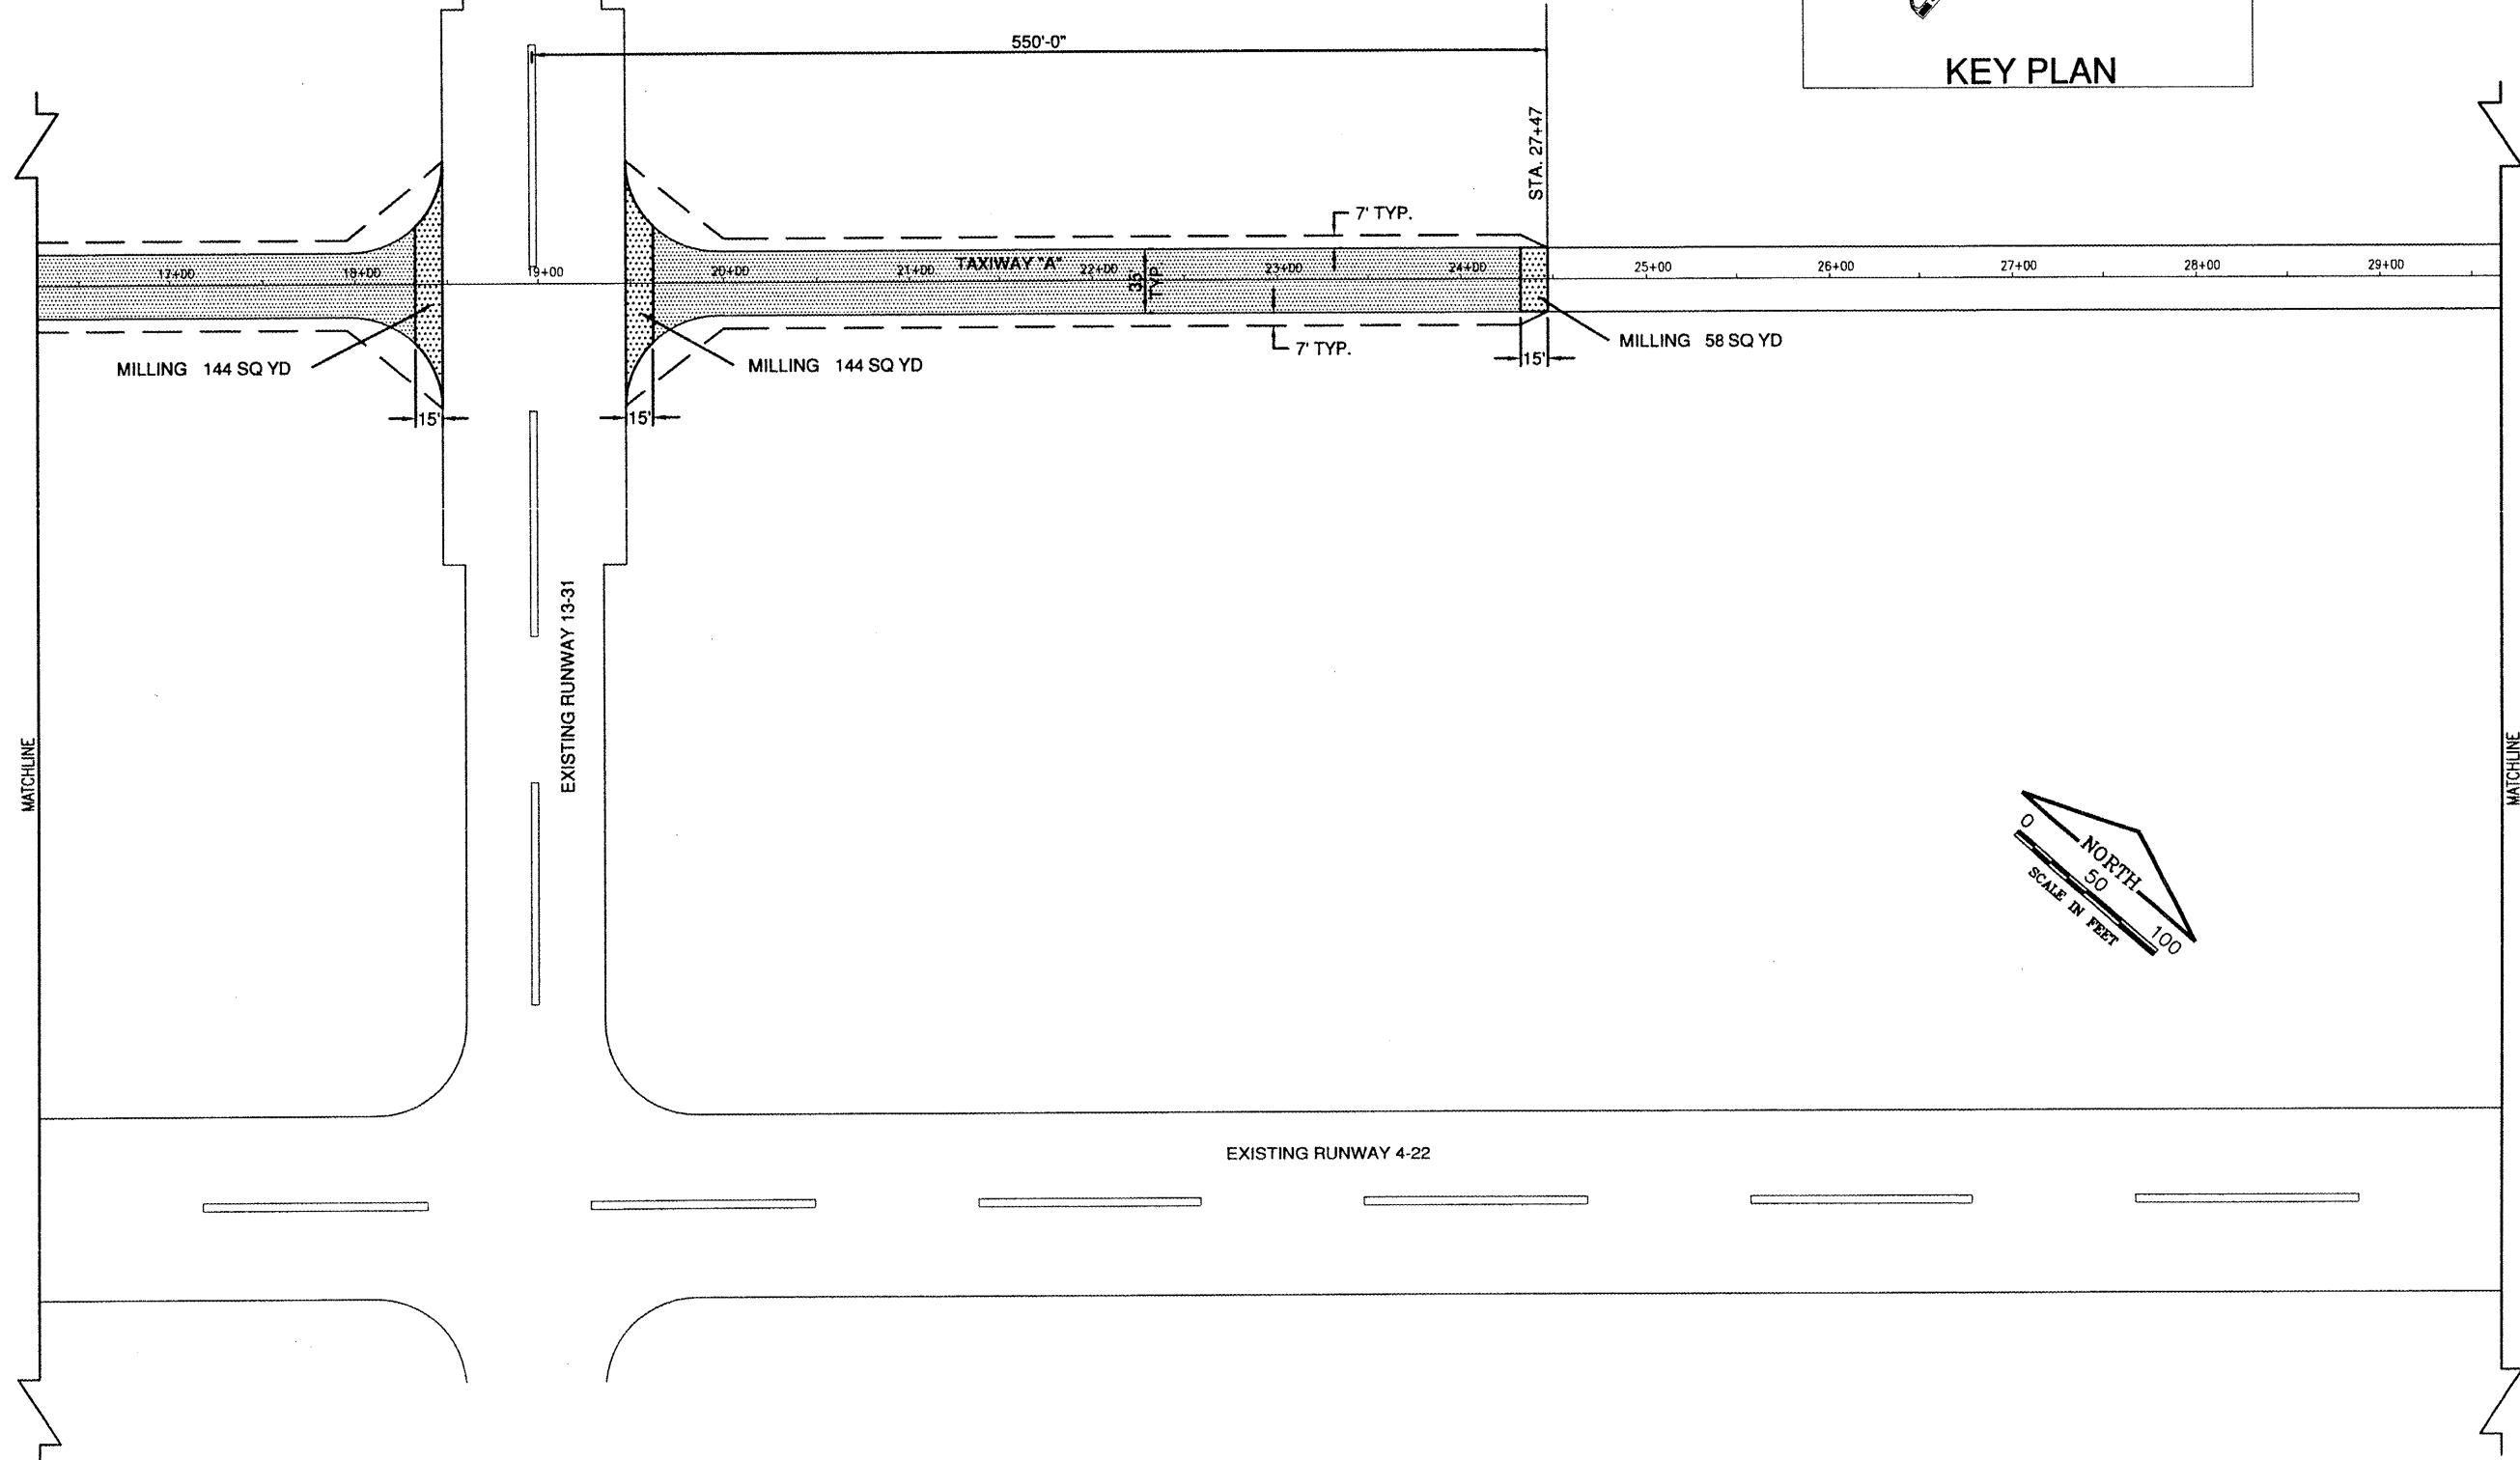 550'-0"
KEY PLAN
STA. 27+47
7' TYP.
17+00
18+00
19+00
20+00
21+00
TAXIWAY "A"
22+00
23+00
24+00
25+00
26+00
27+00
28+00
29+00
35'
TYP.
MILLING 144 SQ YD
MILLING 144 SQ YD
7' TYP.
MILLING 58 SQ YD
15'
15'
15'
EXISTING RUNWAY 13-31
MATCHLINE
MATCHLINE
0
NORTH
50
100
SCALE IN FEET
EXISTING RUNWAY 4-22